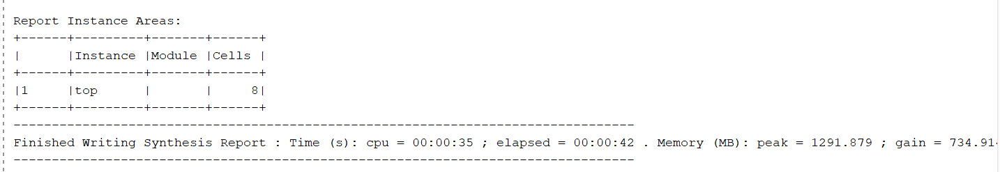 Report Instance Areas:
+------+---------+-------+------+
|      |Instance |Module |Cells |
+------+---------+-------+------+
|1     |top      |       |     8|
+------+---------+-------+------+
---------------------------------------------------------------------------------
Finished Writing Synthesis Report : Time (s): cpu = 00:00:35 ; elapsed = 00:00:42 . Memory (MB): peak = 1291.879 ; gain = 734.91
---------------------------------------------------------------------------------